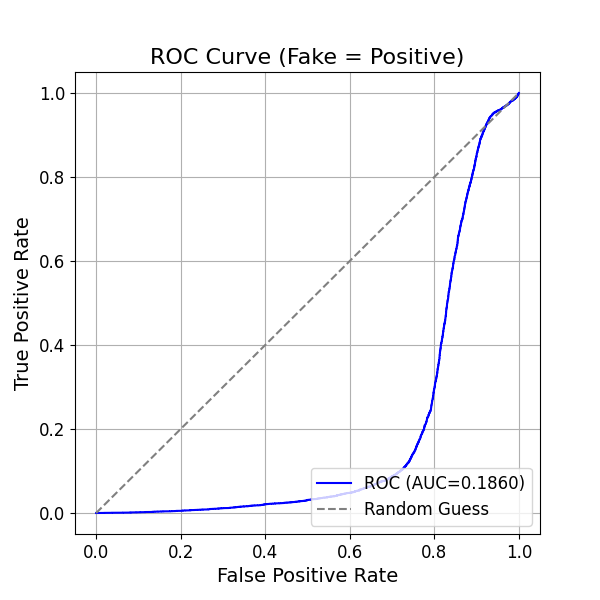 ROC Curve (Fake = Positive)
True Positive Rate
1.0
0.8
0.6
0.4
0.2
0.0
ROC (AUC=0.1860)
Random Guess
0.0 0.2 0.4 0.6 0.8 1.0
False Positive Rate